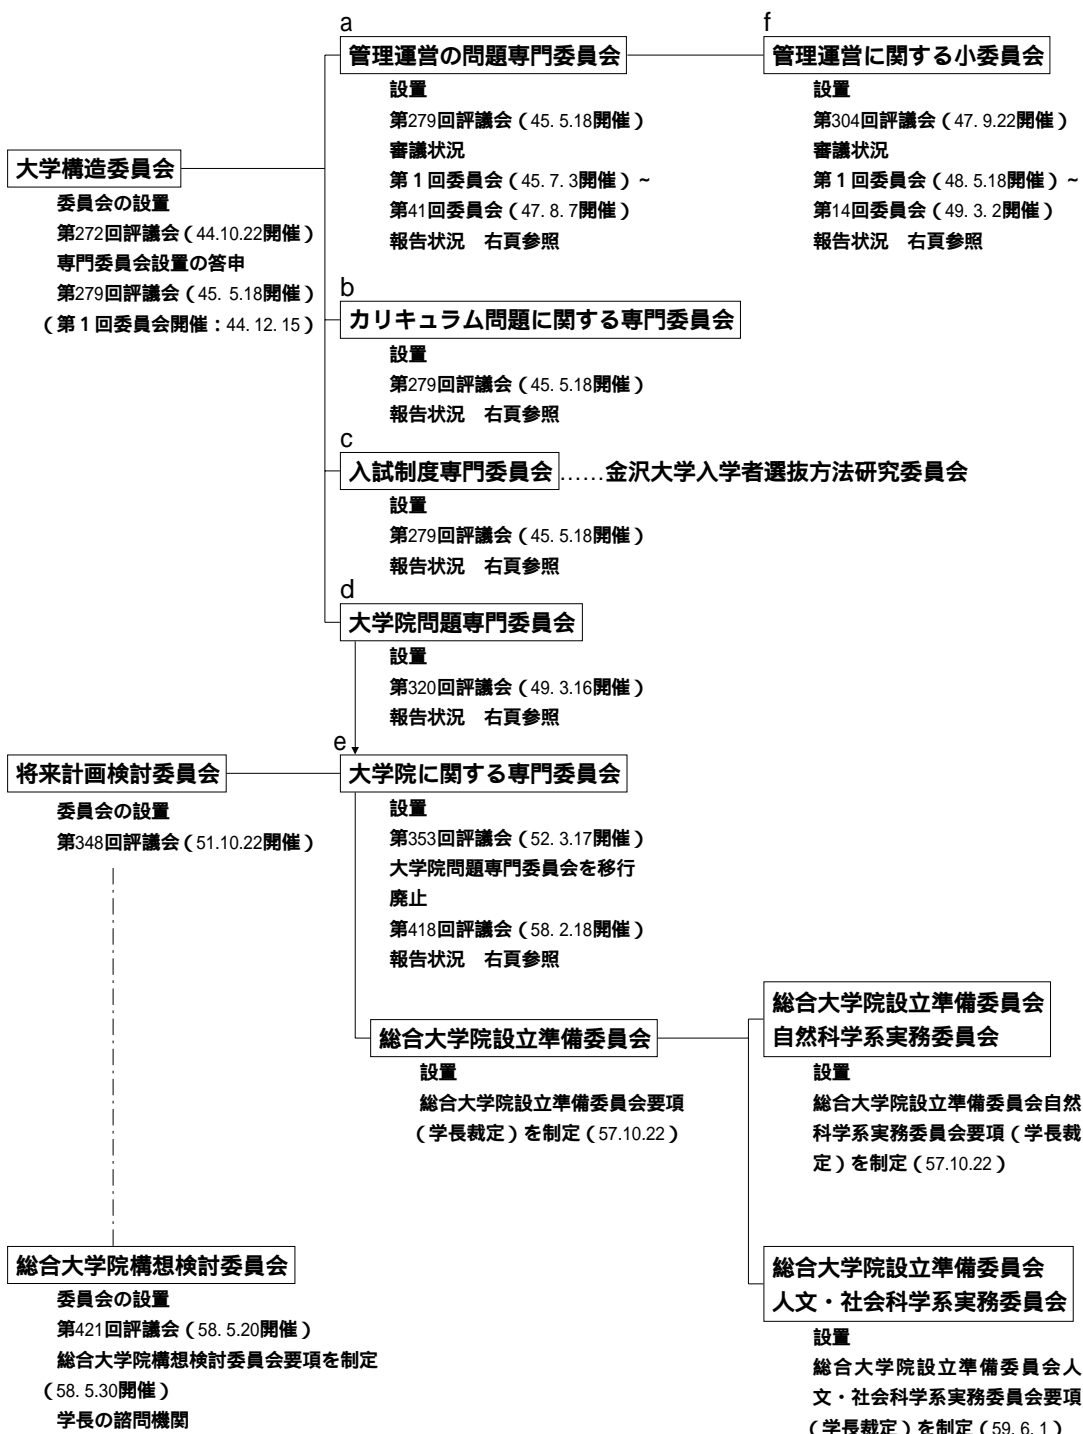 大学構造委員会
委員会の設置
第272回評議会（44.10.22開催）
専門委員会設置の答申
第279回評議会（45. 5.18開催）
（第１回委員会開催：44. 12. 15）
a
管理運営の問題専門委員会
設置
第279回評議会（45. 5.18開催）
審議状況
第１回委員会（45. 7. 3開催）～
第41回委員会（47. 8. 7開催）
報告状況　右頁参照
f
管理運営に関する小委員会
設置
第304回評議会（47. 9.22開催）
審議状況
第１回委員会（48. 5.18開催）～
第14回委員会（49. 3. 2開催）
報告状況　右頁参照
b
カリキュラム問題に関する専門委員会
設置
第279回評議会（45. 5.18開催）
報告状況　右頁参照
c
入試制度専門委員会……金沢大学入学者選抜方法研究委員会
設置
第279回評議会（45. 5.18開催）
報告状況　右頁参照
d
大学院問題専門委員会
設置
第320回評議会（49. 3.16開催）
報告状況　右頁参照
将来計画検討委員会
委員会の設置
第348回評議会（51.10.22開催）
e
大学院に関する専門委員会
設置
第353回評議会（52. 3.17開催）
大学院問題専門委員会を移行
廃止
第418回評議会（58. 2.18開催）
報告状況　右頁参照
総合大学院設立準備委員会
設置
総合大学院設立準備委員会要項
（学長裁定）を制定（57.10.22）
総合大学院設立準備委員会
自然科学系実務委員会
設置
総合大学院設立準備委員会自然
科学系実務委員会要項（学長裁
定）を制定（57.10.22）
総合大学院構想検討委員会
委員会の設置
第421回評議会（58. 5.20開催）
総合大学院構想検討委員会要項を制定
（58. 5.30開催）
学長の諮問機関
総合大学院設立準備委員会
人文・社会科学系実務委員会
設置
総合大学院設立準備委員会人
文・社会科学系実務委員会要項
（学長裁定）を制定（59. 6. 1）